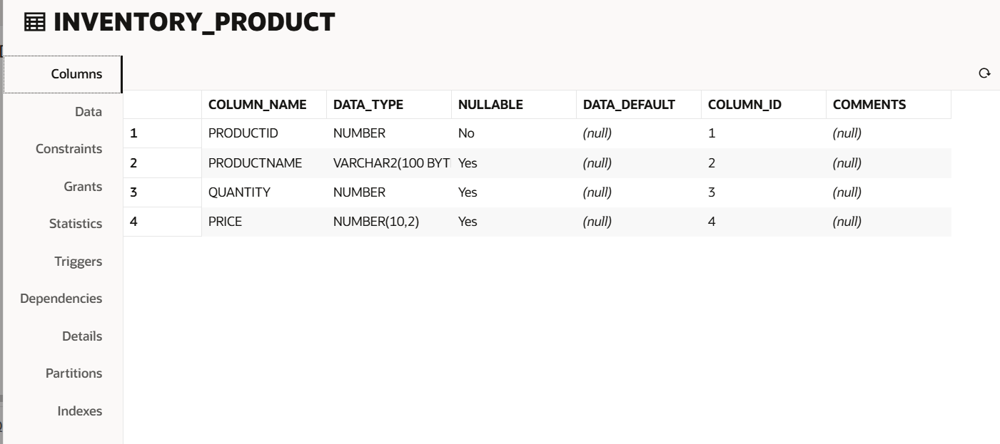 INVENTORY_PRODUCT
Columns
Data
Constraints
Grants
Statistics
Triggers
Dependencies
Details
Partitions
Indexes
COLUMN_NAME DATA_TYPE NULLABLE DATA_DEFAULT COLUMN_ID COMMENTS
1 PRODUCTID NUMBER No (null) 1 (null)
2 PRODUCTNAME VARCHAR2(100 BYT Yes (null) 2 (null)
3 QUANTITY NUMBER Yes (null) 3 (null)
4 PRICE NUMBER(10,2) Yes (null) 4 (null)